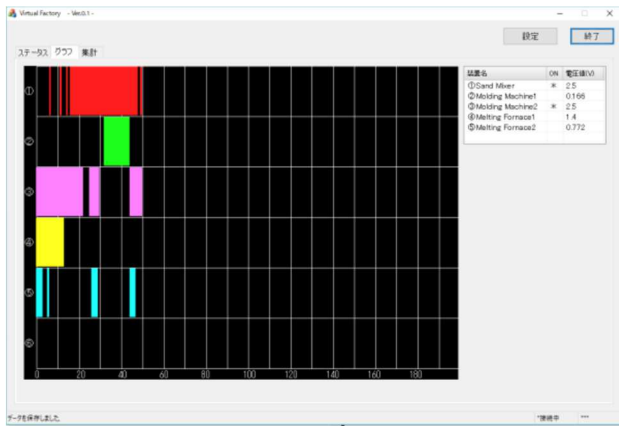 Virtual Factory - Ver.0.1 -
設定 終了
ステータス グラフ 集計
装置名 ON 電圧値(V)
①Sand Mixer * 2.5
②Molding Machine1 0.166
③Molding Machine2 * 2.5
④Melting Fornace1 1.4
⑤Melting Fornace2 0.772
①
②
③
④
⑤
⑥
0 20 40 60 80 100 120 140 160 180
データを保存しました *接続中 ***